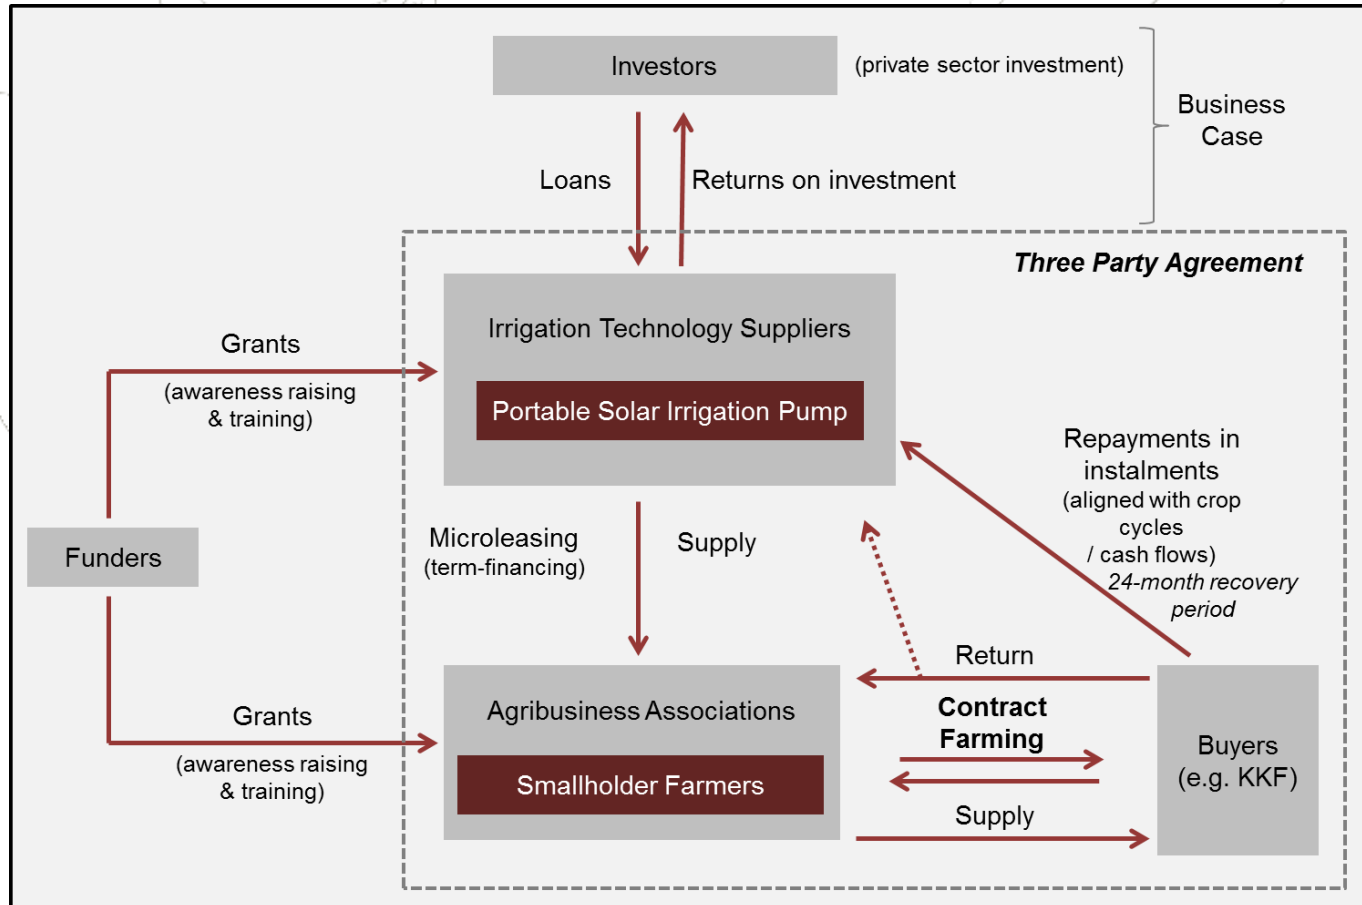 Investors
(private sector investment)
Business
Case
Loans
Returns on investment
Three Party Agreement
Irrigation Technology Suppliers
Portable Solar Irrigation Pump
Grants
(awareness raising
& training)
Repayments in
instalments
(aligned with crop
cycles
/ cash flows)
24-month recovery
period
Funders
Microleasing
(term-financing)
Supply
Return
Agribusiness Associations
Smallholder Farmers
Grants
(awareness raising
& training)
Contract
Farming
Buyers
(e.g. KKF)
Supply